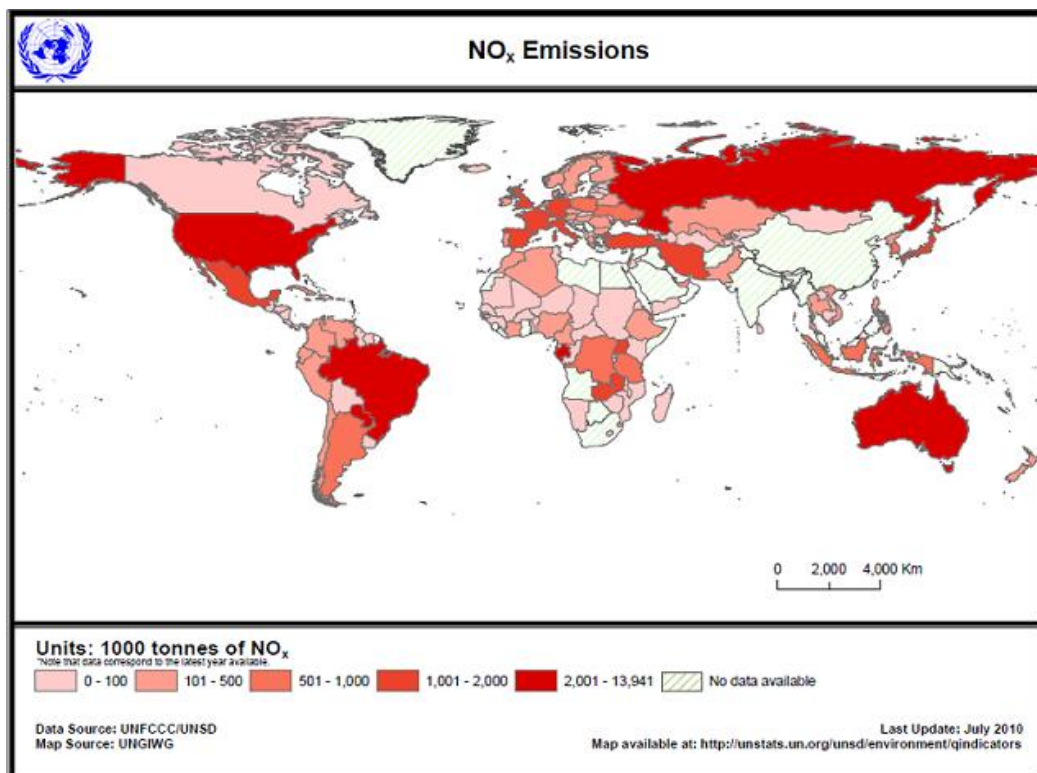 NOx Emissions
0 2,000 4,000 Km
Units: 1000 tonnes of NOx
*Note that data correspond to the latest year available.
0 - 100 101 - 500 501 - 1,000 1,001 - 2,000 2,001 - 13,941 No data available
Data Source: UNFCCC/UNSD
Map Source: UNGIWG
Last Update: July 2010
Map available at: http://unstats.un.org/unsd/environment/qindicators